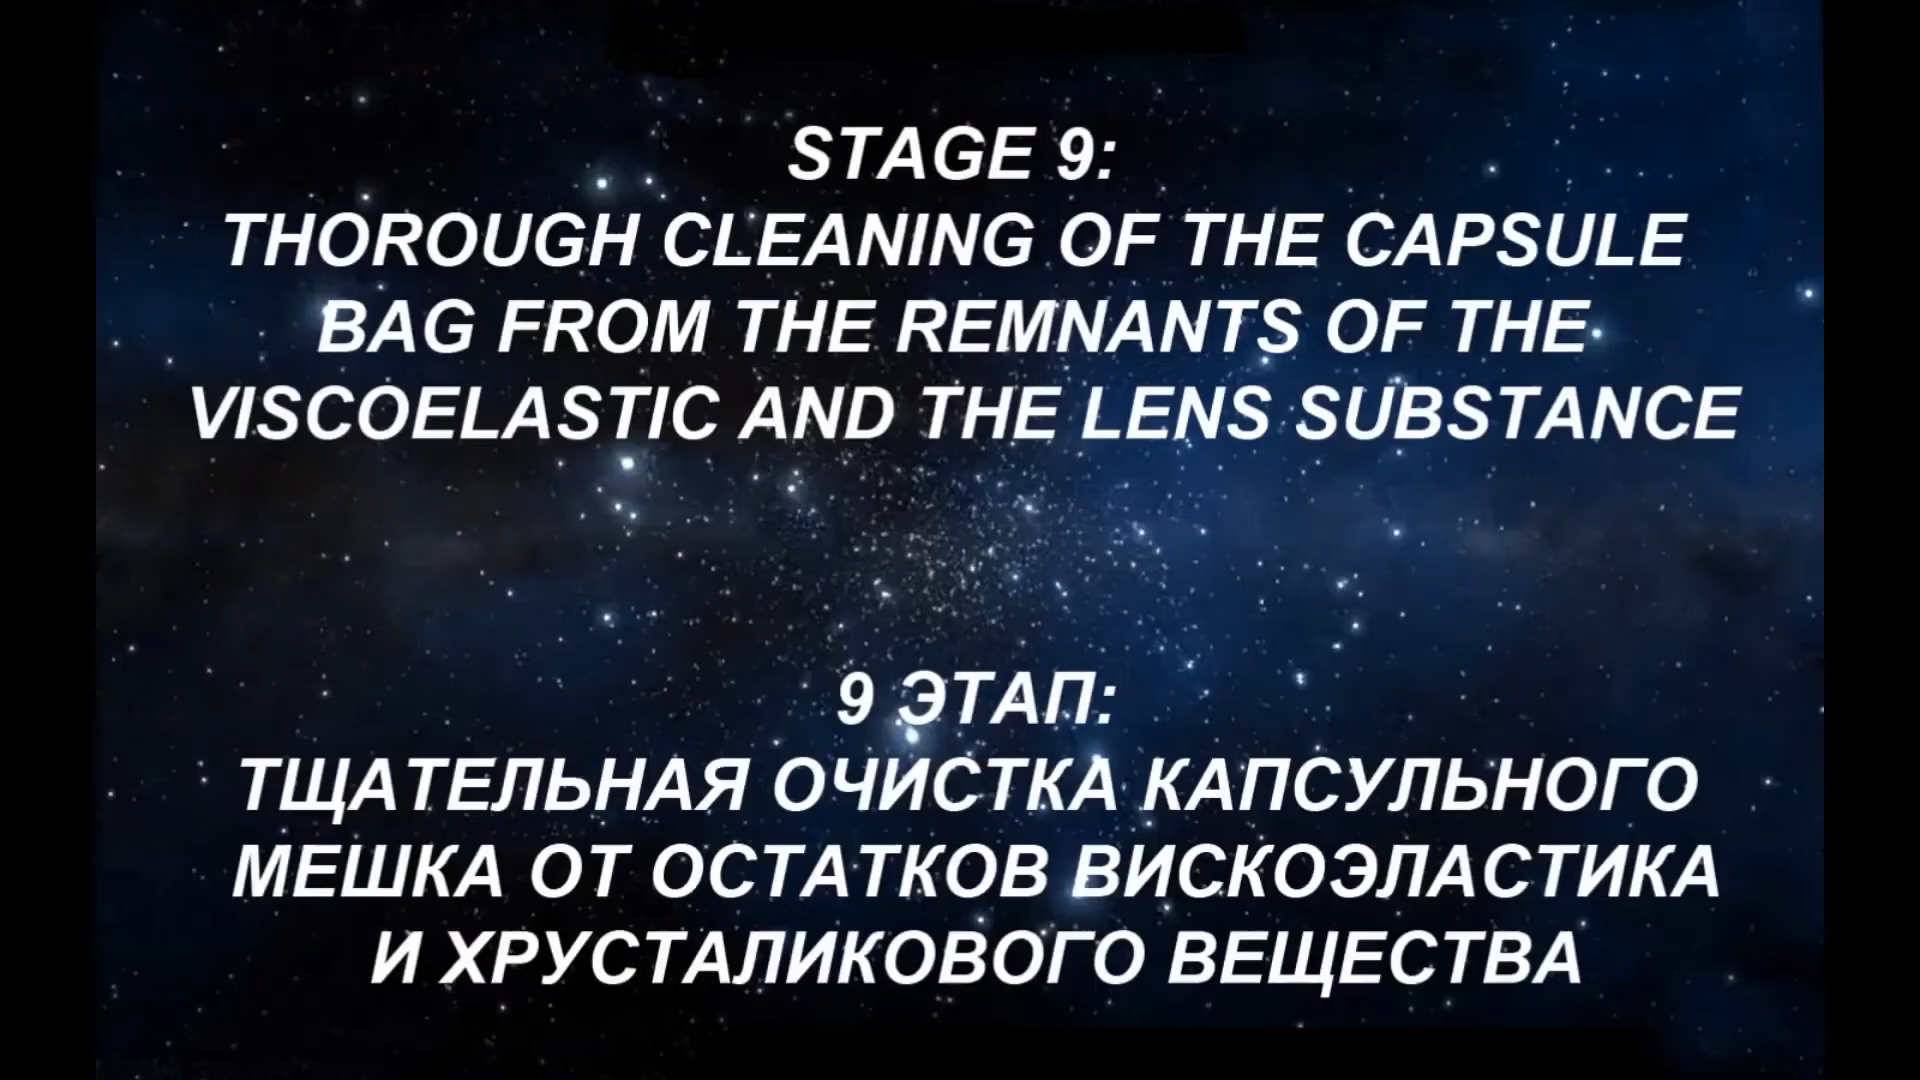 STAGE 9:
THOROUGH CLEANING OF THE CAPSULE
BAG FROM THE REMNANTS OF THE
VISCOELASTIC AND THE LENS SUBSTANCE
9 ЭТАП:
ТЩАТЕЛЬНАЯ ОЧИСТКА КАПСУЛЬНОГО
МЕШКА ОТ ОСТАТКОВ ВИСКОЭЛАСТИКА
И ХРУСТАЛИКОВОГО ВЕЩЕСТВА